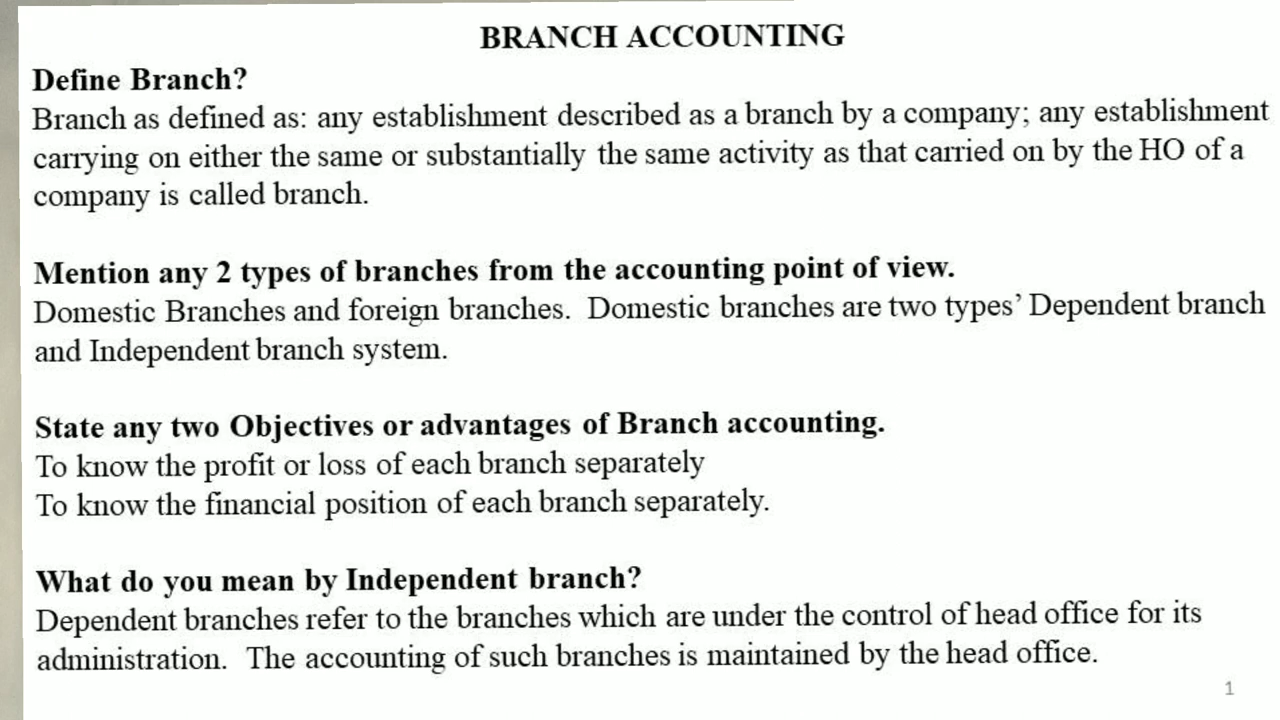 BRANCH ACCOUNTING
Define Branch?
Branch as defined as: any establishment described as a branch by a company; any establishment
carrying on either the same or substantially the same activity as that carried on by the HO of a
company is called branch.
Mention any 2 types of branches from the accounting point of view.
Domestic Branches and foreign branches.  Domestic branches are two types’ Dependent branch
and Independent branch system.
State any two Objectives or advantages of Branch accounting.
To know the profit or loss of each branch separately
To know the financial position of each branch separately.
What do you mean by Independent branch?
Dependent branches refer to the branches which are under the control of head office for its
administration.  The accounting of such branches is maintained by the head office.
1